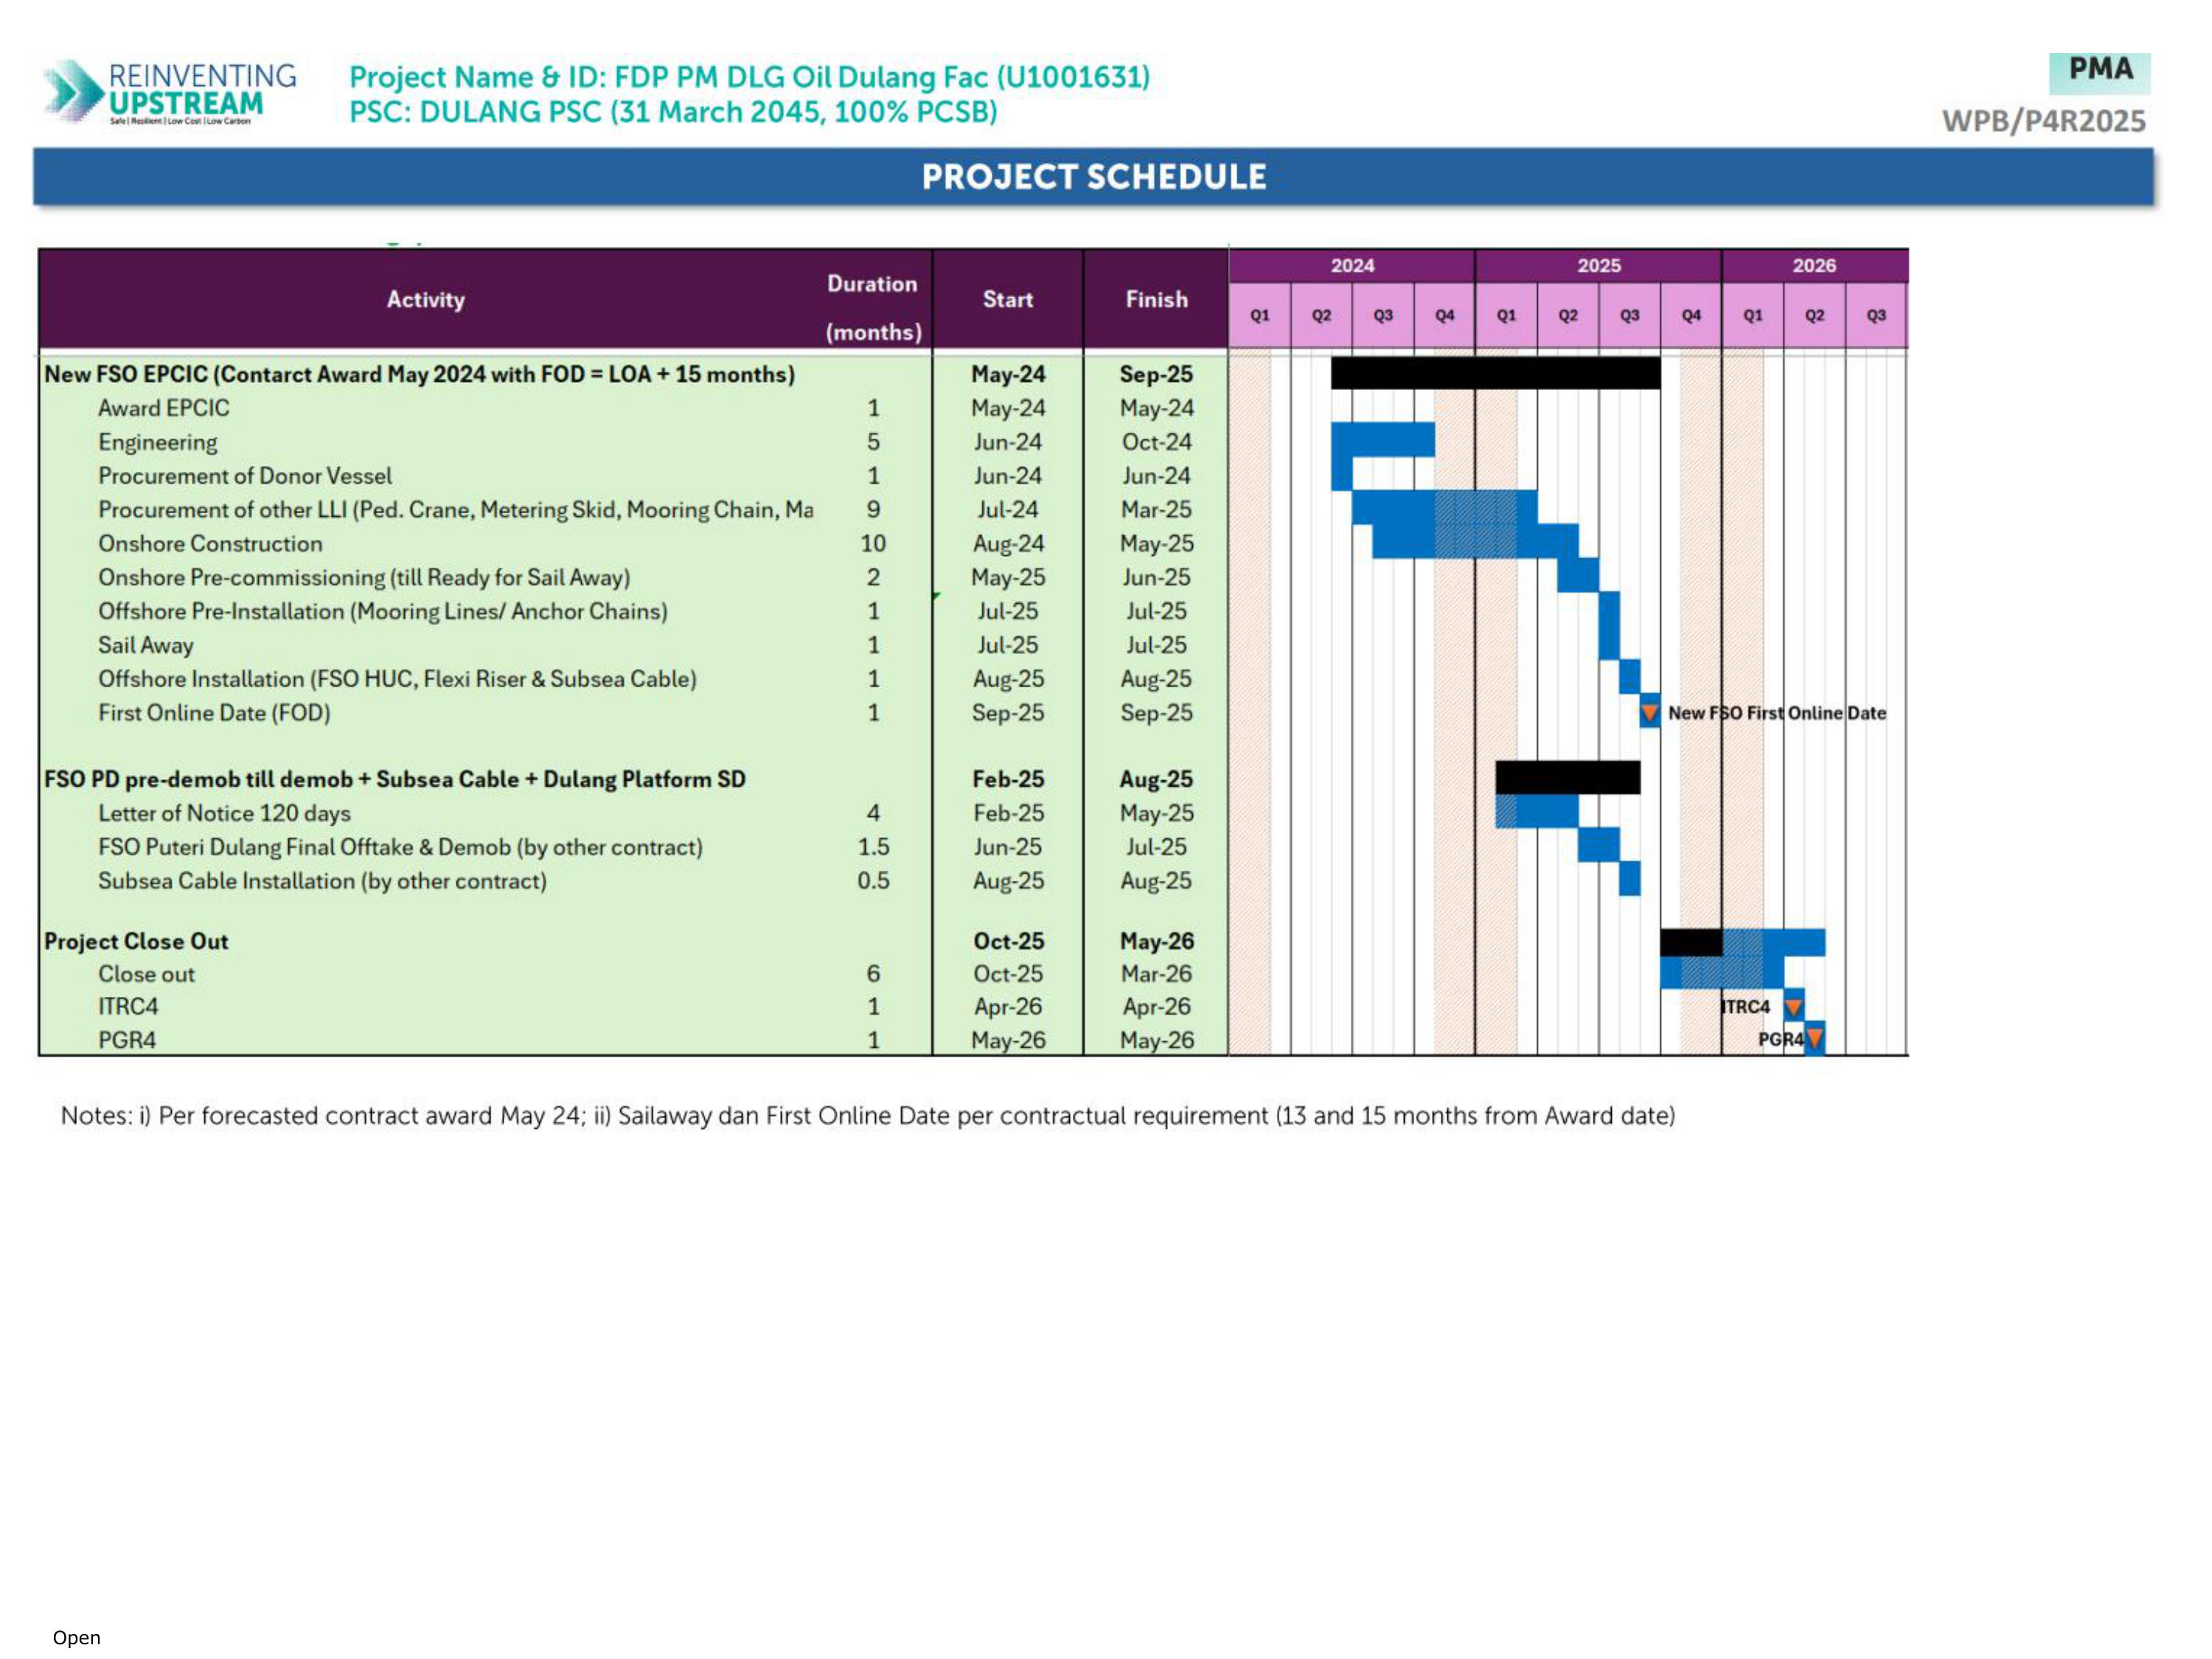 REINVENTING
UPSTREAM
Safe | Resilient | Low Cost | Low Carbon
Project Name & ID: FDP PM DLG Oil Dulang Fac (U1001631)
PSC: DULANG PSC (31 March 2045, 100% PCSB)
PMA
WPB/P4R2025
PROJECT SCHEDULE
Activity Duration (months) Start Finish
2024 2025 2026
Q1 Q2 Q3 Q4 Q1 Q2 Q3 Q4 Q1 Q2 Q3
New FSO EPCIC (Contarct Award May 2024 with FOD = LOA + 15 months) May-24 Sep-25
Award EPCIC 1 May-24 May-24
Engineering 5 Jun-24 Oct-24
Procurement of Donor Vessel 1 Jun-24 Jun-24
Procurement of other LLI (Ped. Crane, Metering Skid, Mooring Chain, Ma 9 Jul-24 Mar-25
Onshore Construction 10 Aug-24 May-25
Onshore Pre-commissioning (till Ready for Sail Away) 2 May-25 Jun-25
Offshore Pre-Installation (Mooring Lines/ Anchor Chains) 1 Jul-25 Jul-25
Sail Away 1 Jul-25 Jul-25
Offshore Installation (FSO HUC, Flexi Riser & Subsea Cable) 1 Aug-25 Aug-25
First Online Date (FOD) 1 Sep-25 Sep-25 New FSO First Online Date
FSO PD pre-demob till demob + Subsea Cable + Dulang Platform SD Feb-25 Aug-25
Letter of Notice 120 days 4 Feb-25 May-25
FSO Puteri Dulang Final Offtake & Demob (by other contract) 1.5 Jun-25 Jul-25
Subsea Cable Installation (by other contract) 0.5 Aug-25 Aug-25
Project Close Out Oct-25 May-26
Close out 6 Oct-25 Mar-26
ITRC4 1 Apr-26 Apr-26 ITRC4
PGR4 1 May-26 May-26 PGR4
Notes: i) Per forecasted contract award May 24; ii) Sailaway dan First Online Date per contractual requirement (13 and 15 months from Award date)
Open